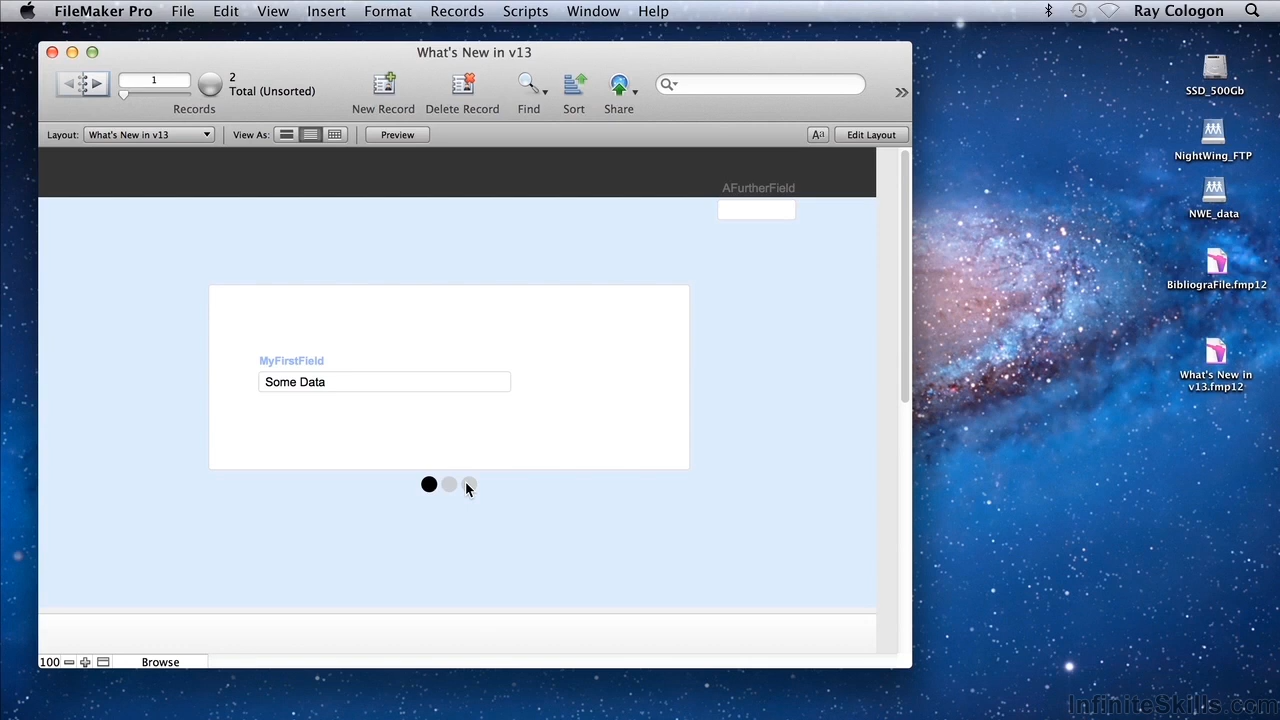 FileMaker Pro File Edit View Insert Format Records Scripts Window Help Ray Cologon
What's New in v13
1
2
Total (Unsorted)
Records
New Record
Delete Record
Find
Sort
Share
Layout: What's New in v13 View As: Preview Aa Edit Layout
AFurtherField
MyFirstField
Some Data
100 Browse
SSD_500Gb
NightWing_FTP
NWE_data
BibliograFile.fmp12
What's New in
v13.fmp12
InfiniteSkills.com